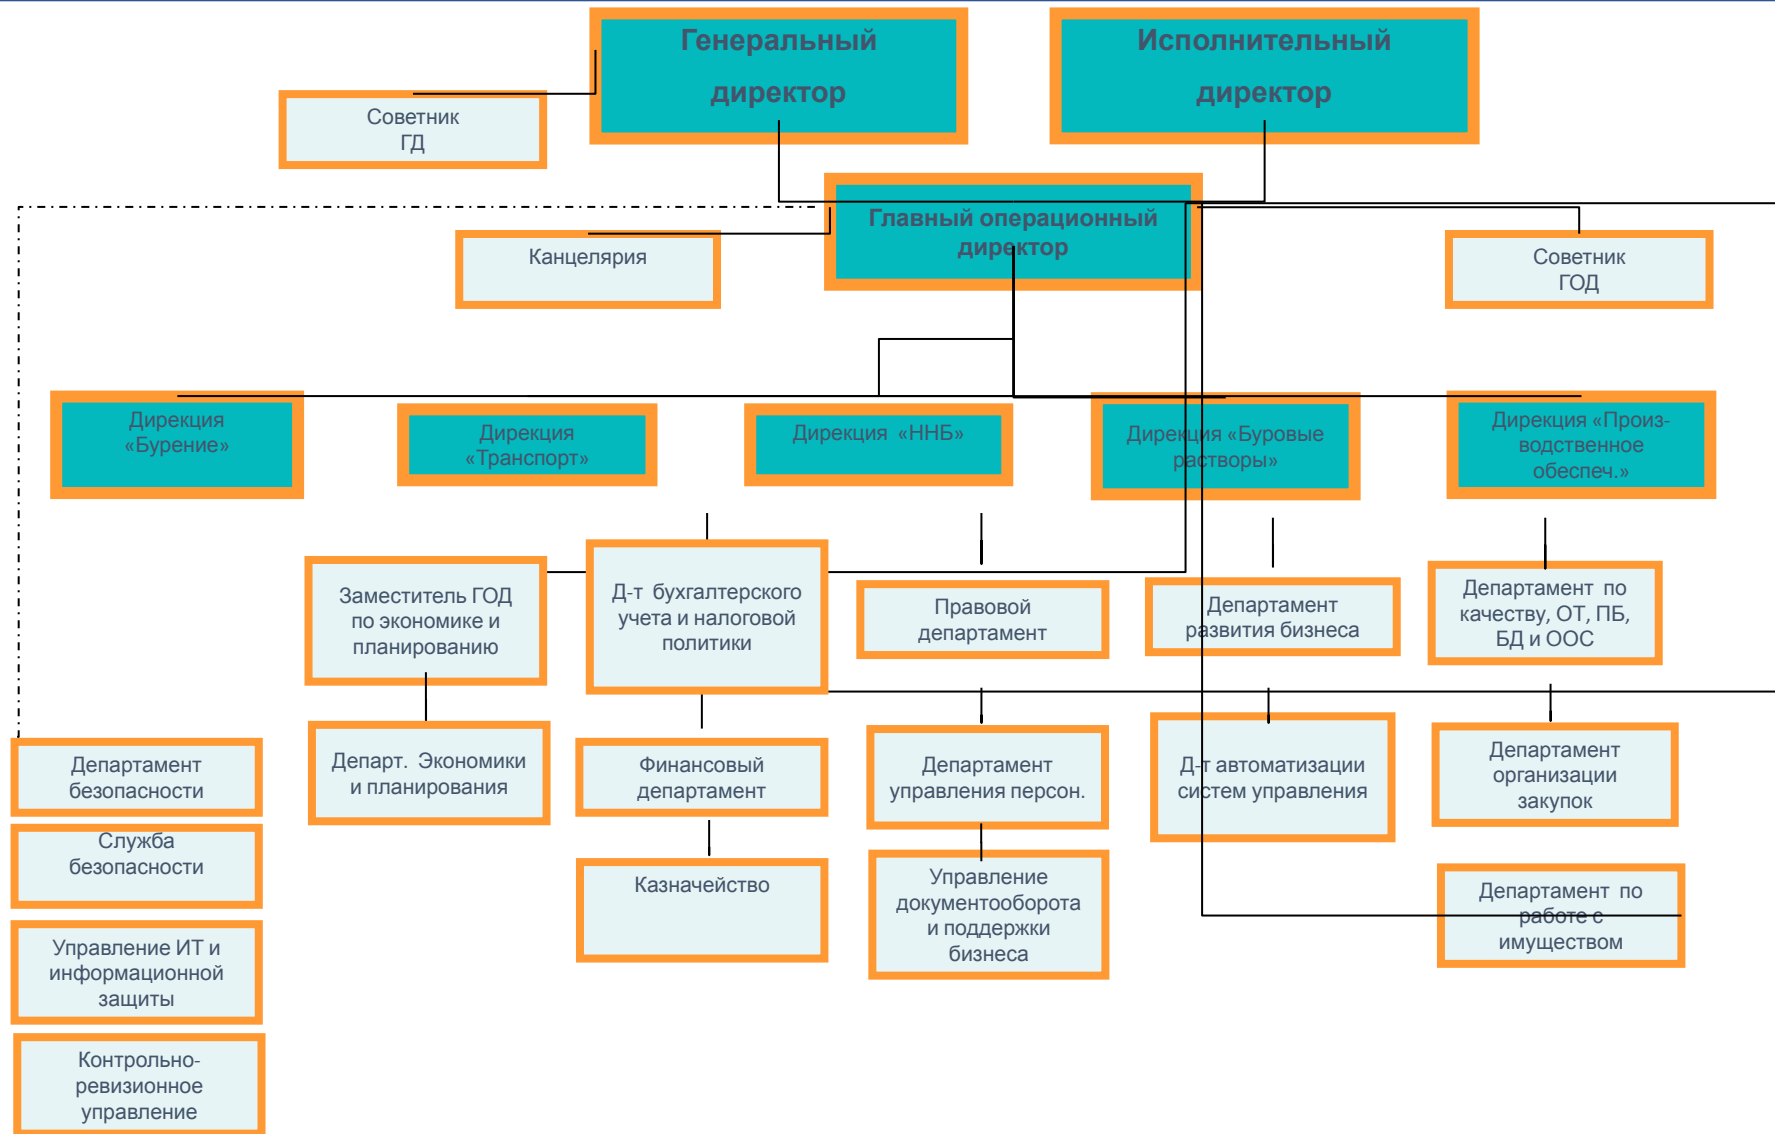 Генеральный
директор
Исполнительный
директор
Советник
ГД
Главный операционный
директор
Канцелярия
Советник
ГОД
Дирекция
«Бурение»
Дирекция
«Транспорт»
Дирекция «ННБ»
Дирекция «Буровые
растворы»
Дирекция «Произ-
водственное
обеспеч.»
Заместитель ГОД
по экономике и
планированию
Д-т бухгалтерского
учета и налоговой
политики
Правовой
департамент
Департамент
развития бизнеса
Департамент по
качеству, ОТ, ПБ,
БД и ООС
Департамент
безопасности
Департ. Экономики
и планирования
Финансовый
департамент
Департамент
управления персон.
Д-т автоматизации
систем управления
Департамент
организации
закупок
Служба
безопасности
Казначейство
Управление
документооборота
и поддержки
бизнеса
Департамент по
работе с
имуществом
Управление ИТ и
информационной
защиты
Контрольно-
ревизионное
управление